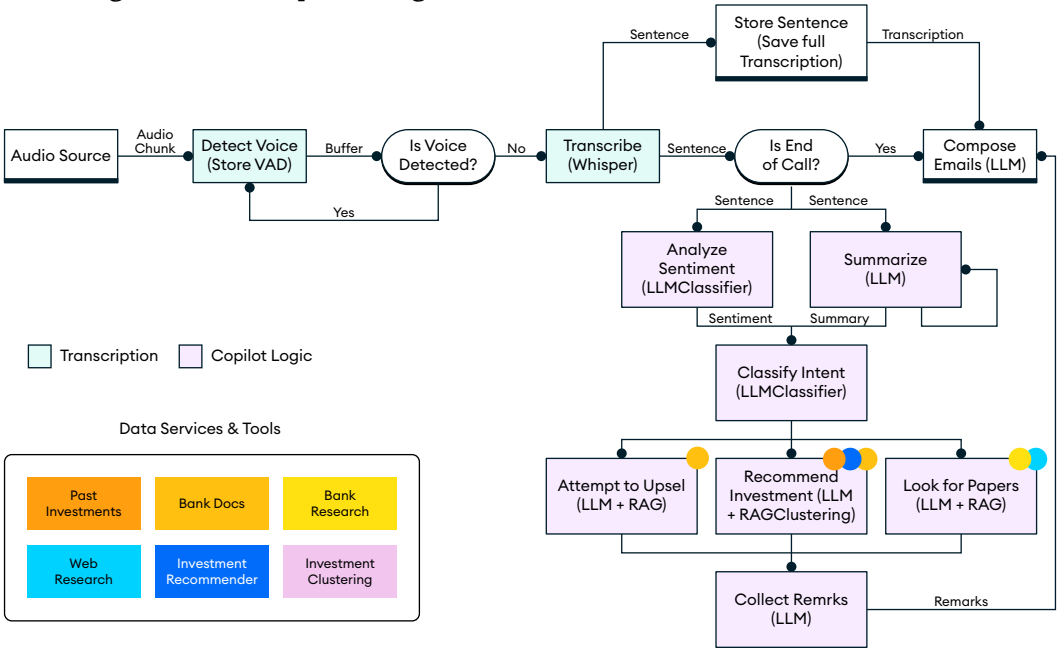 Store Sentence
(Save full
Transcription)
Sentence
Transcription
Audio Source
Audio
Chunk
Detect Voice
(Store VAD)
Buffer
Is Voice
Detected?
No
Transcribe
(Whisper)
Sentence
Is End
of Call?
Yes
Compose
Emails (LLM)
Yes
Sentence
Sentence
Analyze
Sentiment
(LLMClassifier)
Summarize
(LLM)
Sentiment
Summary
Transcription
Copilot Logic
Classify Intent
(LLMClassifier)
Data Services & Tools
Past
Investments
Bank Docs
Bank
Research
Web
Research
Investment
Recommender
Investment
Clustering
Attempt to Upsel
(LLM + RAG)
Recommend
Investment (LLM
+ RAGClustering)
Look for Papers
(LLM + RAG)
Collect Remrks
(LLM)
Remarks